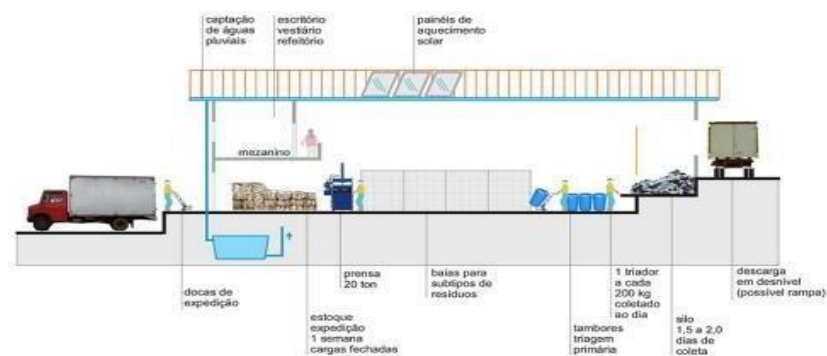 captação
de águas
pluviais
escritório
vestiário
refeitório
painéis de
aquecimento
solar
mezanino
docas de
expedição
estoque
expedição
1 semana
cargas fechadas
prensa
20 ton
baias para
subtipos de
resíduos
tambores
triagem
primária
1 triador
a cada
200 kg
coletado
ao dia
silo
1,5 a 2,0
dias de
coleta
descarga
em desnível
(possível rampa)